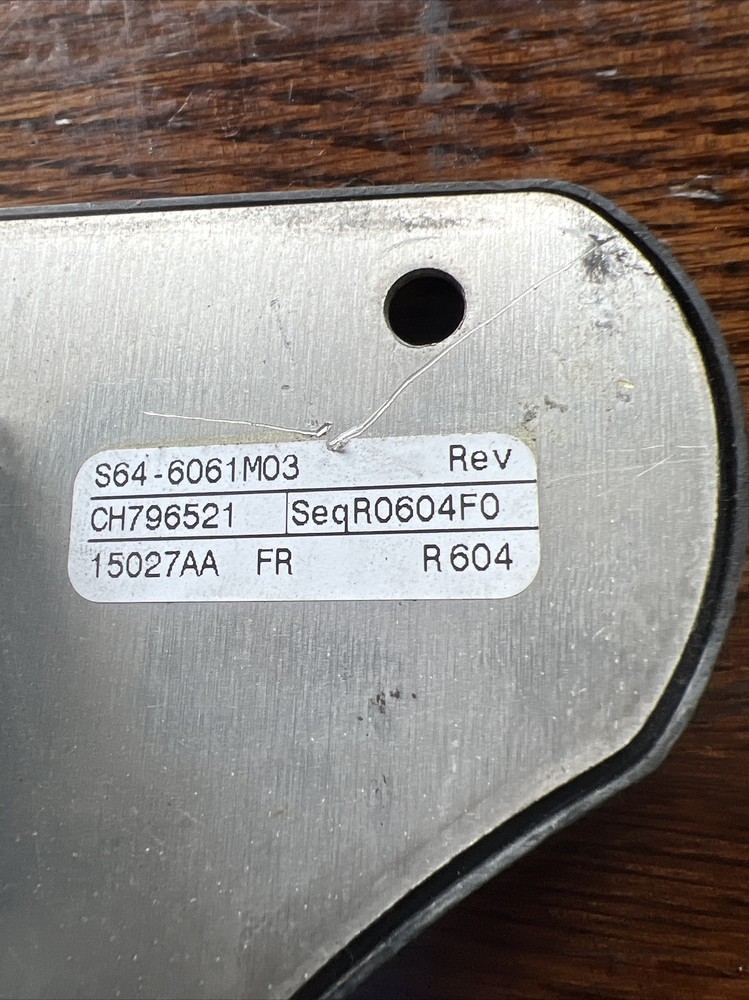 S64-6061M03 Rev
CH796521 SeqR0604F0
15027AA FR R604